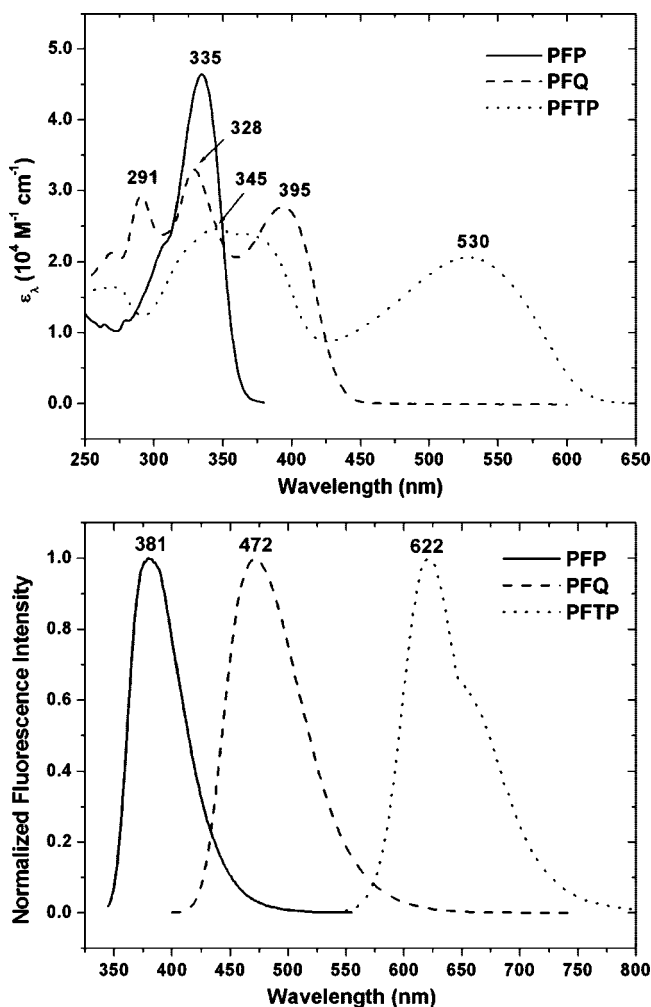 335
PFP
PFQ
PFTP
328
291
345
395
530
5.0
4.0
3.0
2.0
1.0
0.0
ε_λ (10^4 M^-1 cm^-1)
250 300 350 400 450 500 550 600 650
Wavelength (nm)
381 472 622
PFP
PFQ
PFTP
1.0
0.8
0.6
0.4
0.2
0.0
Normalized Fluorescence Intensity
350 400 450 500 550 600 650 700 750 800
Wavelength (nm)